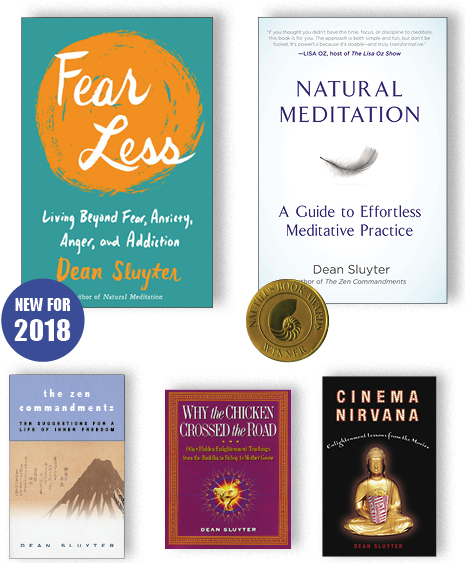 Fear
Less
Living Beyond Fear, Anxiety,
Anger, and Addiction
Dean Sluyter
author of Natural Meditation
NEW FOR
2018
"If you thought you didn't have the time, focus, or discipline to meditate,
this book is for you. The approach is both simple and fun, but don't be
fooled. It's powerful because it's doable—and truly transformative."
—LISA OZ, host of The Lisa Oz Show
NATURAL
MEDITATION
A Guide to Effortless
Meditative Practice
Dean Sluyter
author of The Zen Commandments
NAUTILUS BOOK AWARDS
WINNER
the zen
commandments
TEN SUGGESTIONS FOR A
LIFE OF INNER FREEDOM
DEAN SLUYTER
WHY THE CHICKEN
CROSSED THE ROAD
Other Hidden Enlightenment Teachings
from the Buddha to Bebop to Mother Goose
DEAN SLUYTER
CINEMA
NIRVANA
Enlightenment Lessons from the Movies
DEAN SLUYTER